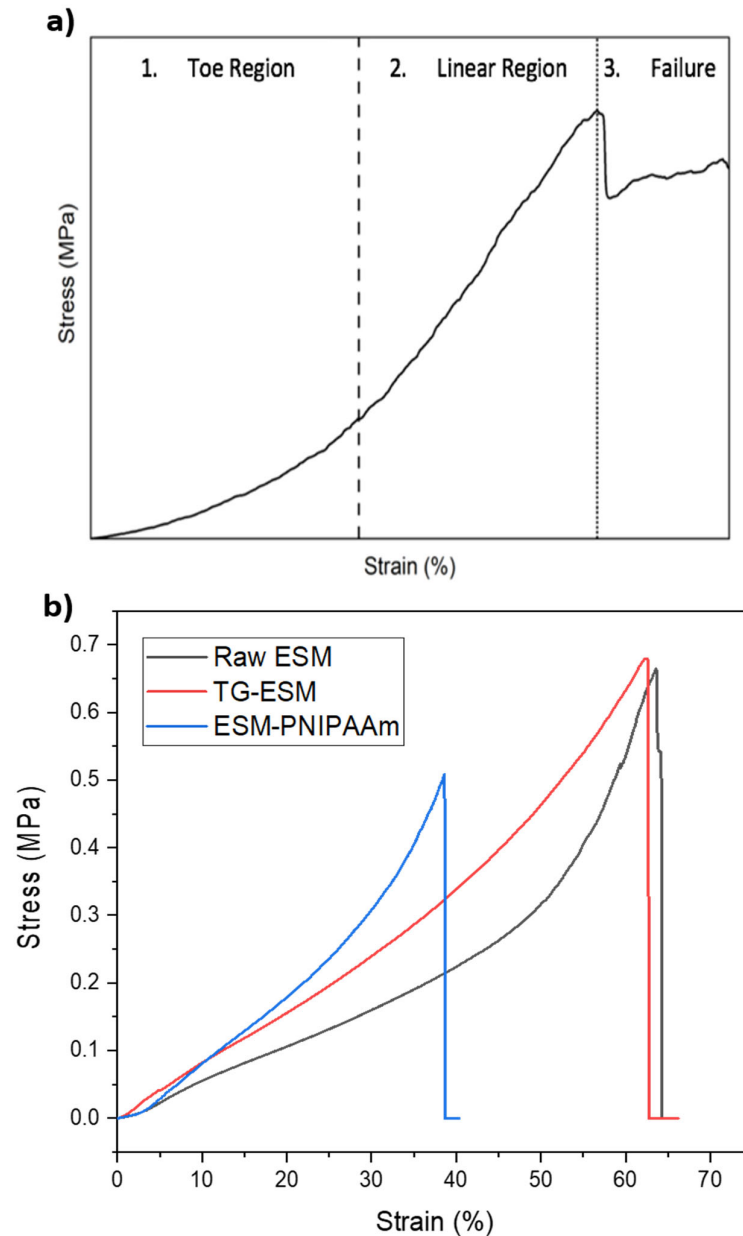 a)
1. Toe Region 2. Linear Region 3. Failure
Stress (MPa)
Strain (%)
b)
Raw ESM
TG-ESM
ESM-PNIPAAm
Stress (MPa)
0.7
0.6
0.5
0.4
0.3
0.2
0.1
0.0
0 10 20 30 40 50 60 70
Strain (%)